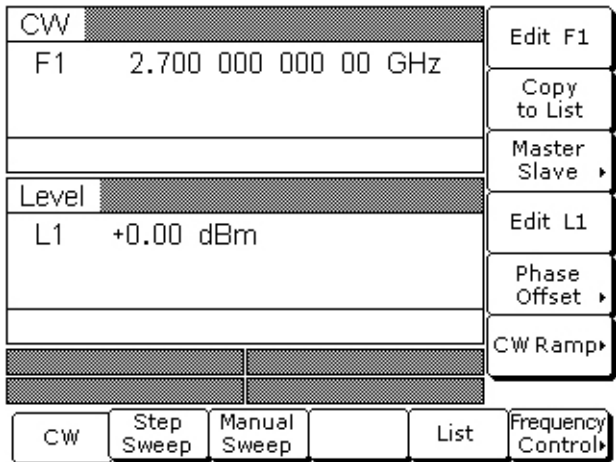 CW
F1 2.700 000 000 00 GHz
Level
L1 +0.00 dBm
Edit F1
Copy
to List
Master
Slave
Edit L1
Phase
Offset
CW Ramp
CW
Step
Sweep
Manual
Sweep
List
Frequency
Control